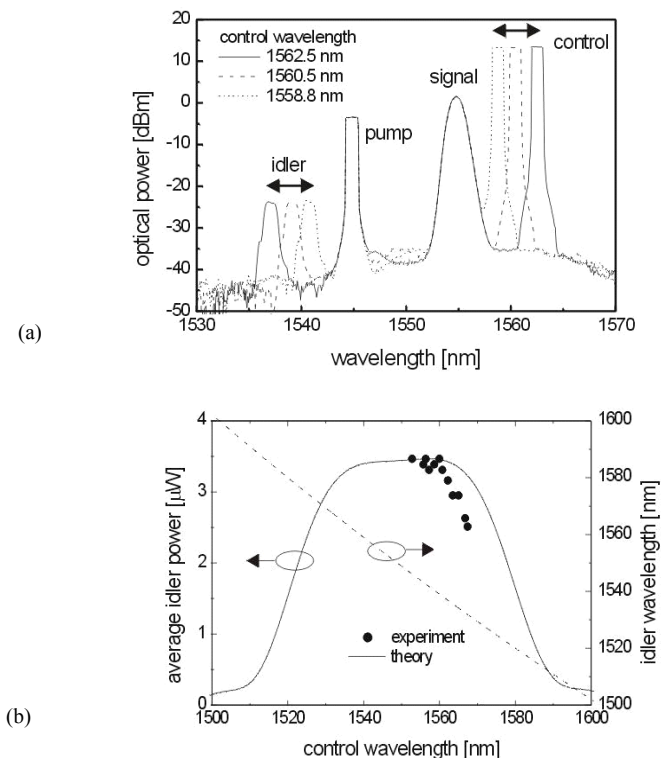 control wavelength
1562.5 nm
1560.5 nm
1558.8 nm
control
signal
pump
idler
optical power [dBm]
20
10
0
-10
-20
-30
-40
-50
1530 1540 1550 1560 1570
wavelength [nm]
(a)
average idler power [µW]
4
3
2
1
0
1600
1580
1560
1540
1520
1500
idler wavelength [nm]
experiment
theory
1500 1520 1540 1560 1580 1600
control wavelength [nm]
(b)